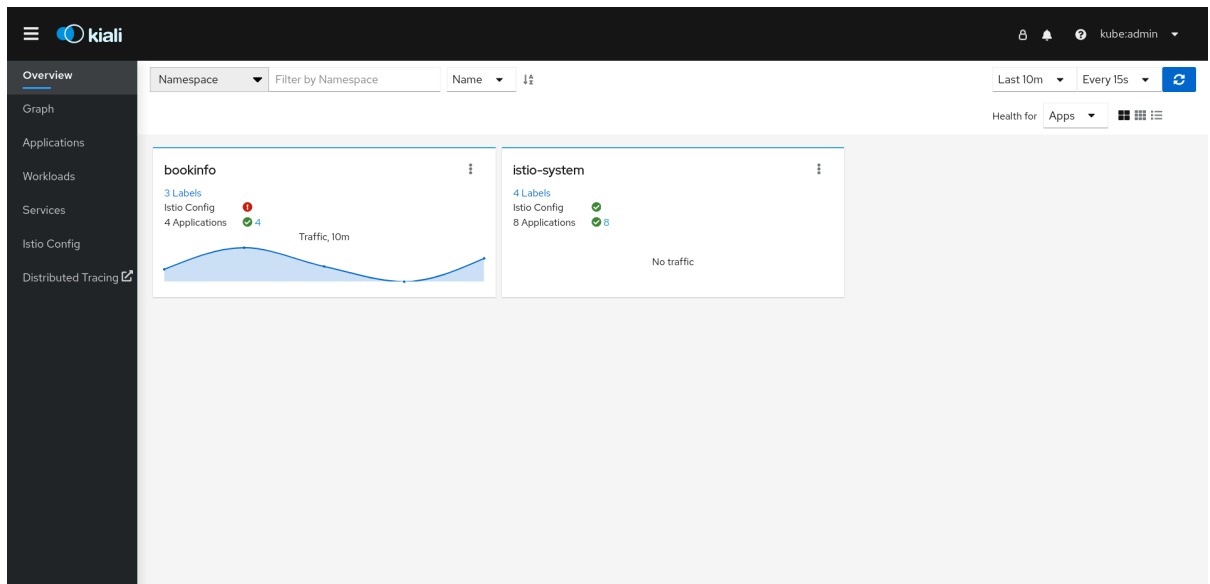 kiali
kube:admin
Overview
Graph
Applications
Workloads
Services
Istio Config
Distributed Tracing
Namespace
Filter by Namespace
Name
Last 10m
Every 15s
Health for
Apps
bookinfo
3 Labels
Istio Config
4 Applications 4
Traffic, 10m
istio-system
4 Labels
Istio Config
8 Applications 8
No traffic